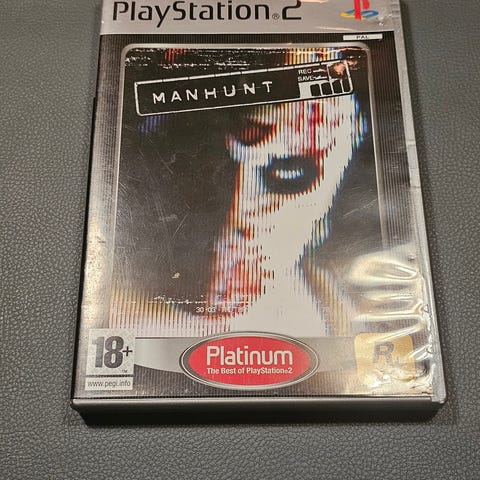 PlayStation®2
PAL
MANHUNT
REC
SAVE
18+
www.pegi.info
Platinum
The Best of PlayStation®2
R